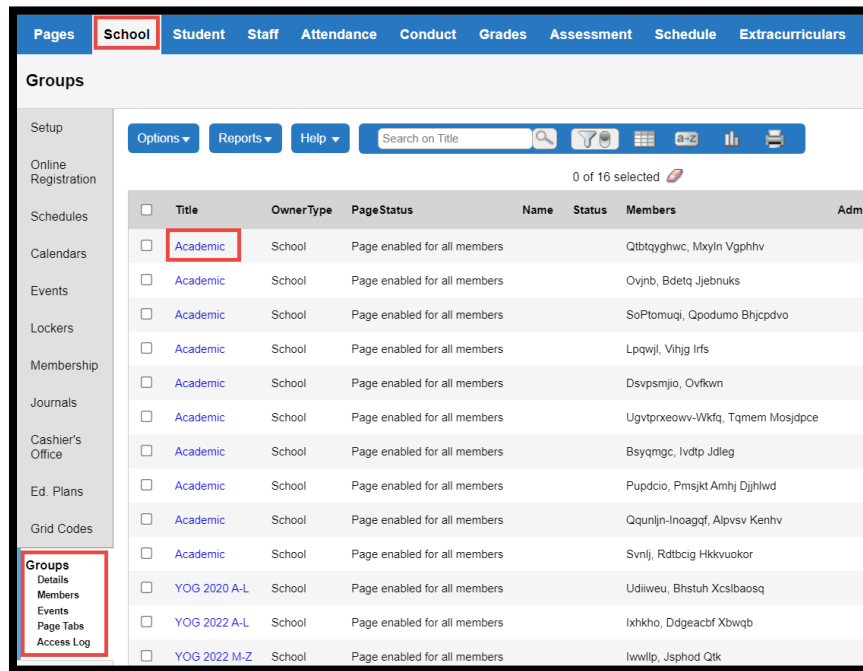 Pages School Student Staff Attendance Conduct Grades Assessment Schedule Extracurriculars
Groups
Setup
Online
Registration
Schedules
Calendars
Events
Lockers
Membership
Journals
Cashier's
Office
Ed. Plans
Grid Codes
Groups
Details
Members
Events
Page Tabs
Access Log
Options Reports Help Search on Title a-z
0 of 16 selected
Title OwnerType PageStatus Name Status Members Adm
Academic School Page enabled for all members Qtbtqyghwc, Mxyln Vgphhv
Academic School Page enabled for all members Ovjnb, Bdetq Jjebnuks
Academic School Page enabled for all members SoPtomuqi, Qpodumo Bhjcpdvo
Academic School Page enabled for all members Lpqwjl, Vihjg Irfs
Academic School Page enabled for all members Dsvpsmjio, Ovfkwn
Academic School Page enabled for all members Ugvtprxeowv-Wkfq, Tqmem Mosjdpce
Academic School Page enabled for all members Bsyqmgc, Ivdtp Jdleg
Academic School Page enabled for all members Pupdcio, Pmsjkt Amhj Djjhlwd
Academic School Page enabled for all members Qqunljn-Inoagqf, Alpvsv Kenhv
Academic School Page enabled for all members Svnlj, Rdtbcig Hkkvuokor
YOG 2020 A-L School Page enabled for all members Udiiweu, Bhstuh Xcslbaosq
YOG 2022 A-L School Page enabled for all members Ixhkho, Ddgeacbf Xbwqb
YOG 2022 M-Z School Page enabled for all members Iwwllp, Jsphod Qtk